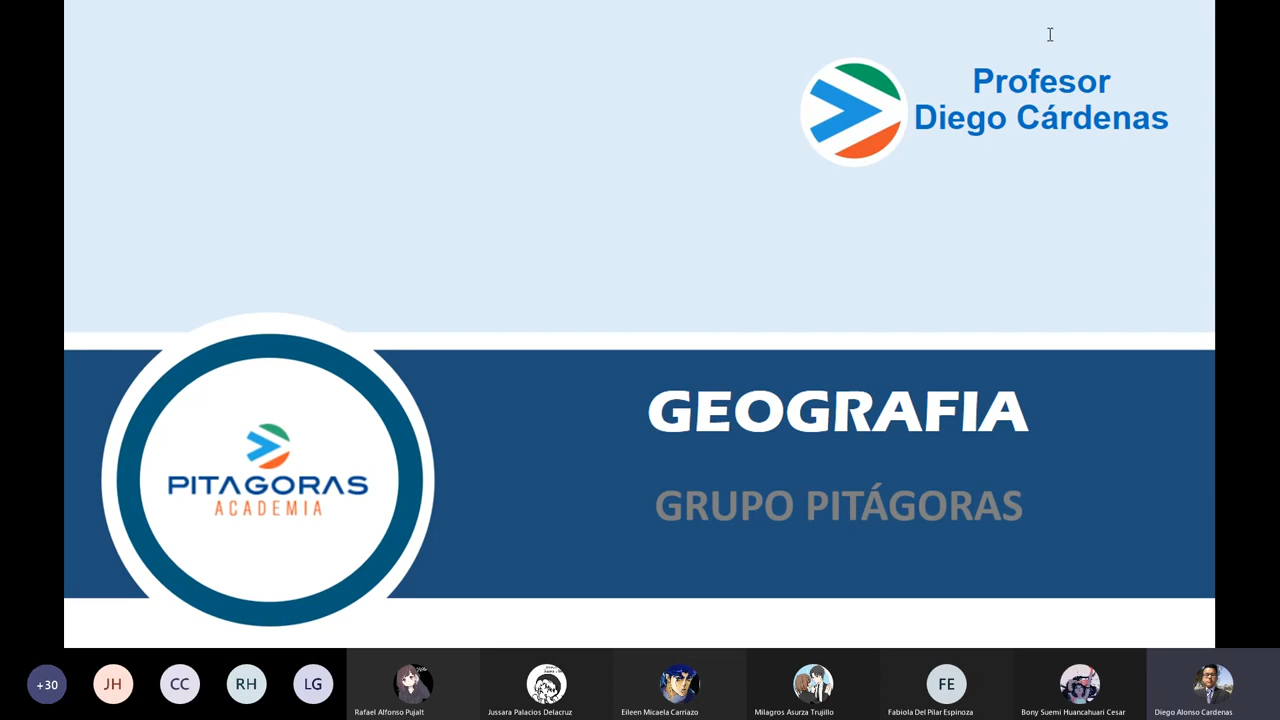 Profesor
Diego Cárdenas
GEOGRAFIA
GRUPO PITÁGORAS
PITAGORAS
ACADEMIA
+30
JH
CC
RH
LG
FE
Rafael Alfonso Pujalt
Jussara Palacios Delacruz
Eileen Micaela Carriazo
Milagros Asurza Trujillo
Fabiola Del Pilar Espinoza
Bony Suemi Huancahuari Cesar
Diego Alonso Cardenas